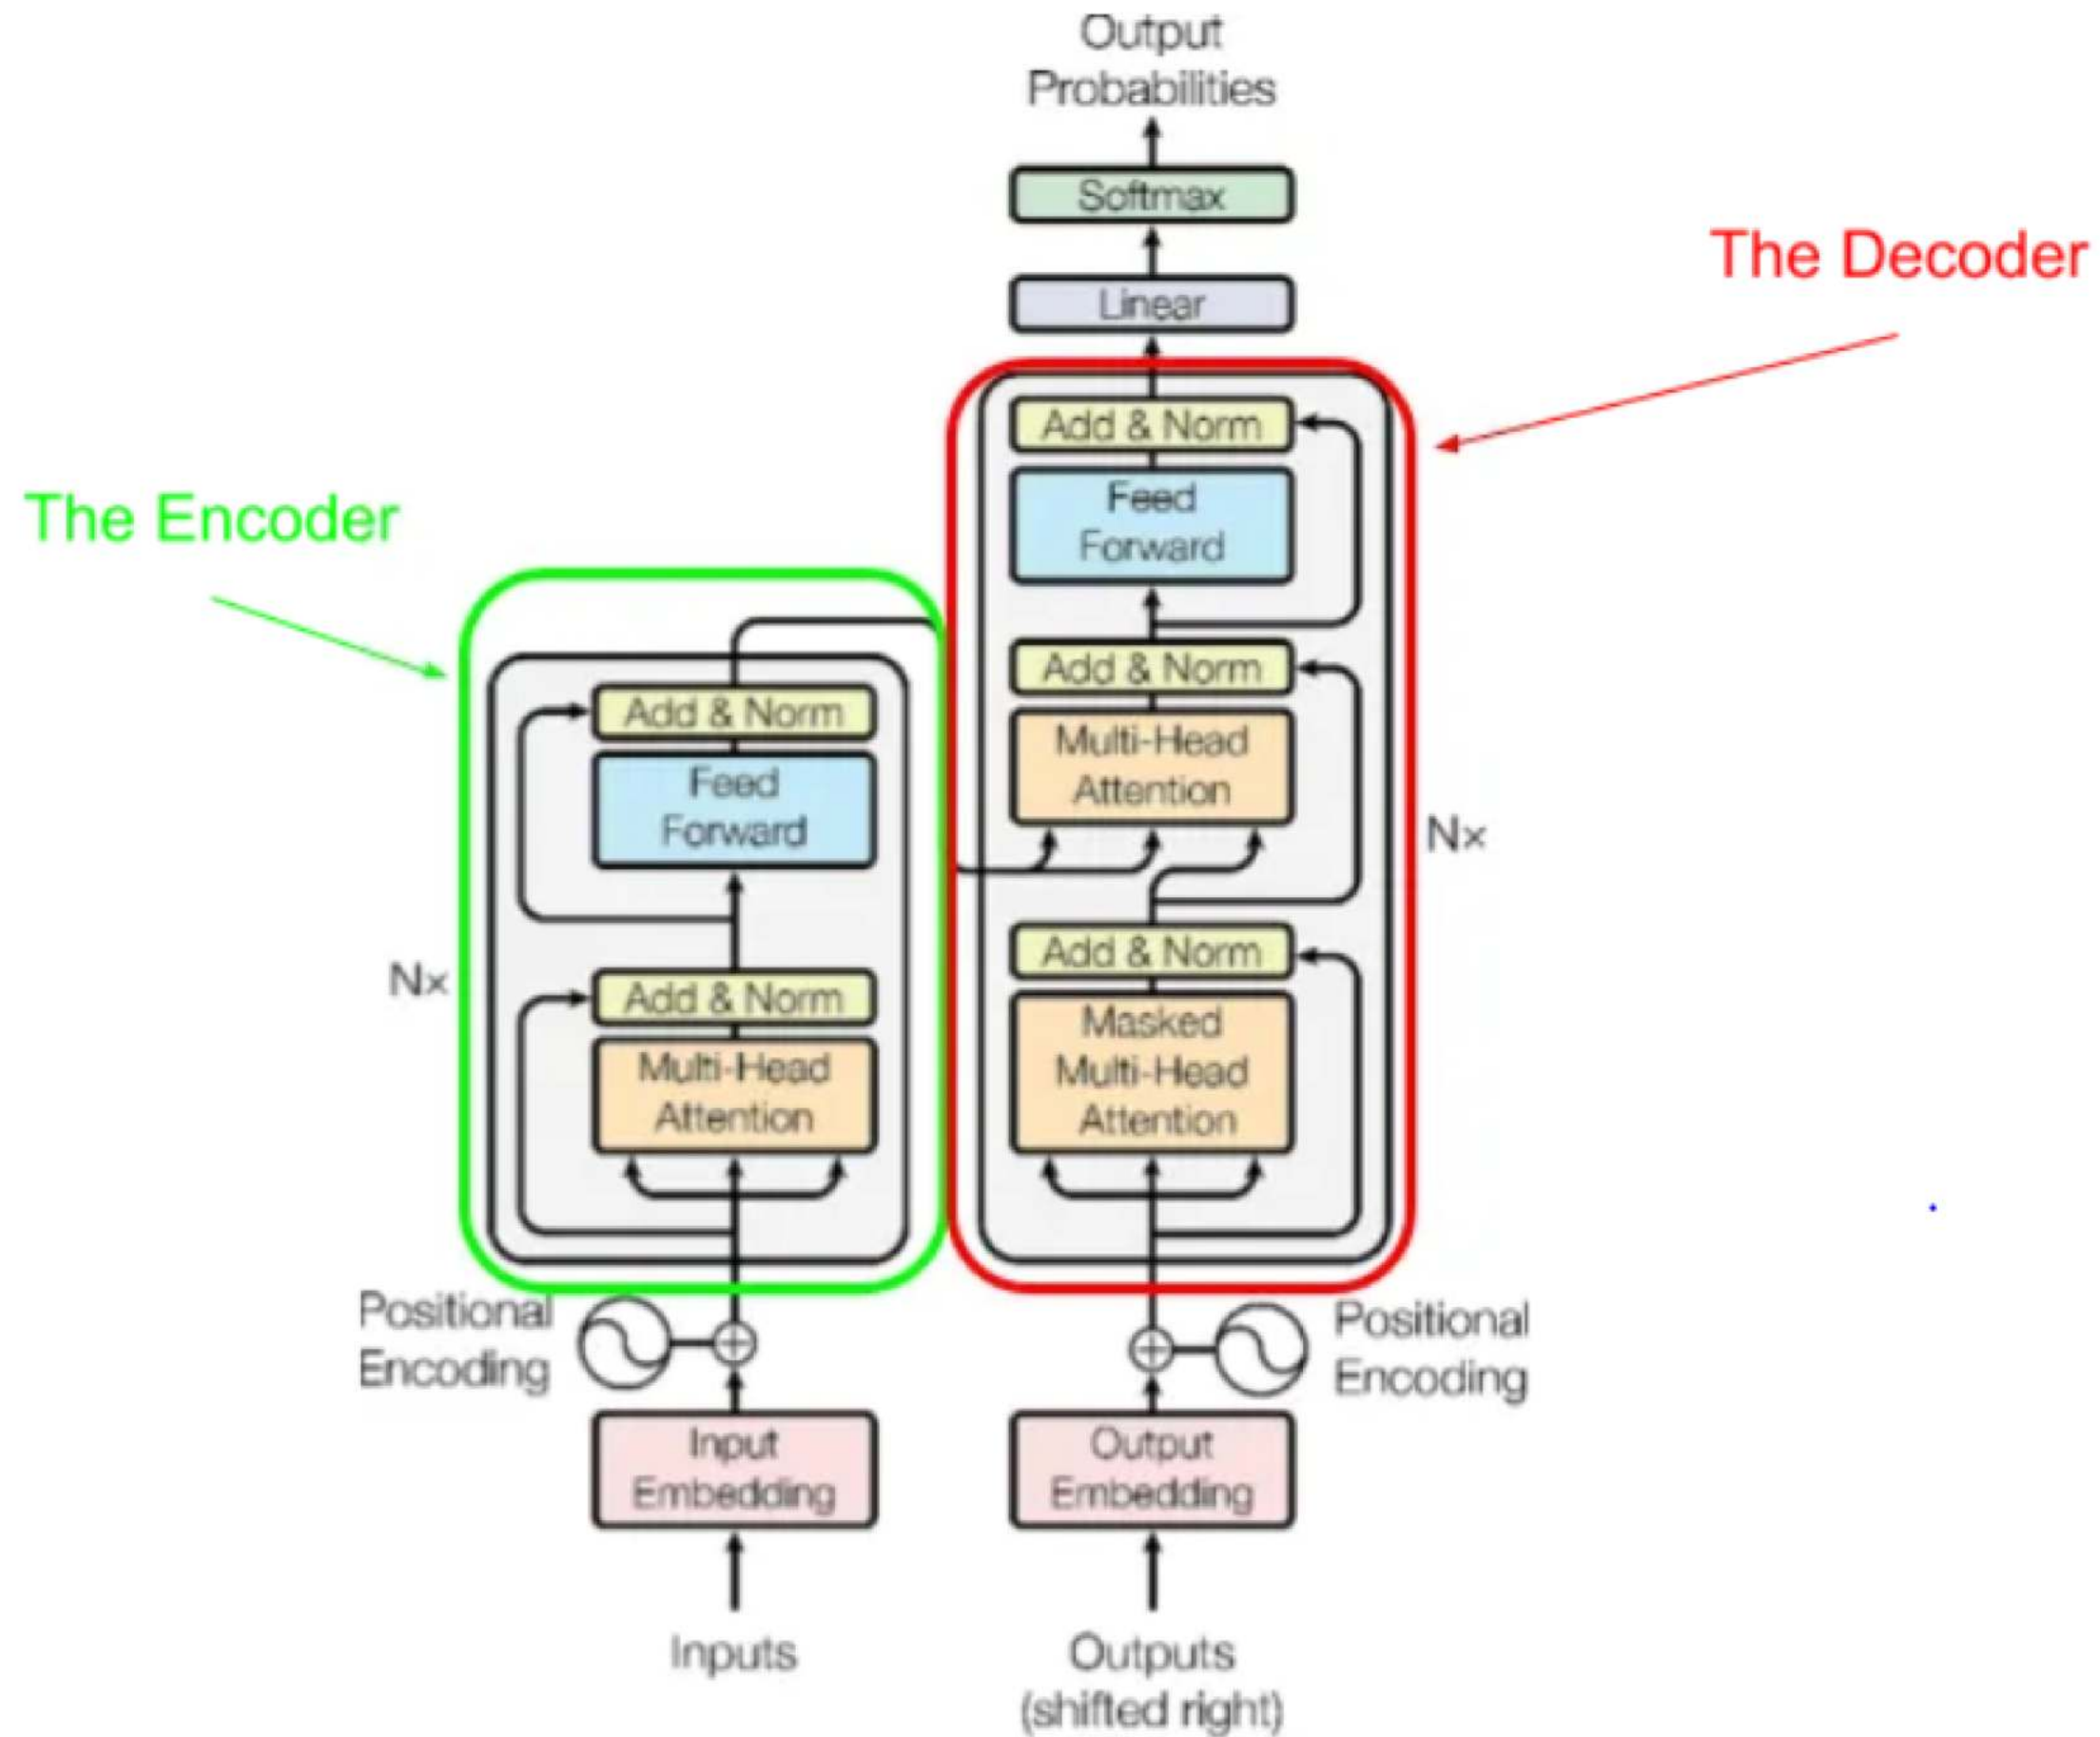 Output
Probabilities
Softmax
Linear
The Decoder
Add & Norm
Feed
Forward
Add & Norm
Multi-Head
Attention
Nx
Add & Norm
Masked
Multi-Head
Attention
The Encoder
Add & Norm
Feed
Forward
Nx
Add & Norm
Multi-Head
Attention
Positional
Encoding
Positional
Encoding
Input
Embedding
Output
Embedding
Inputs
Outputs
(shifted right)